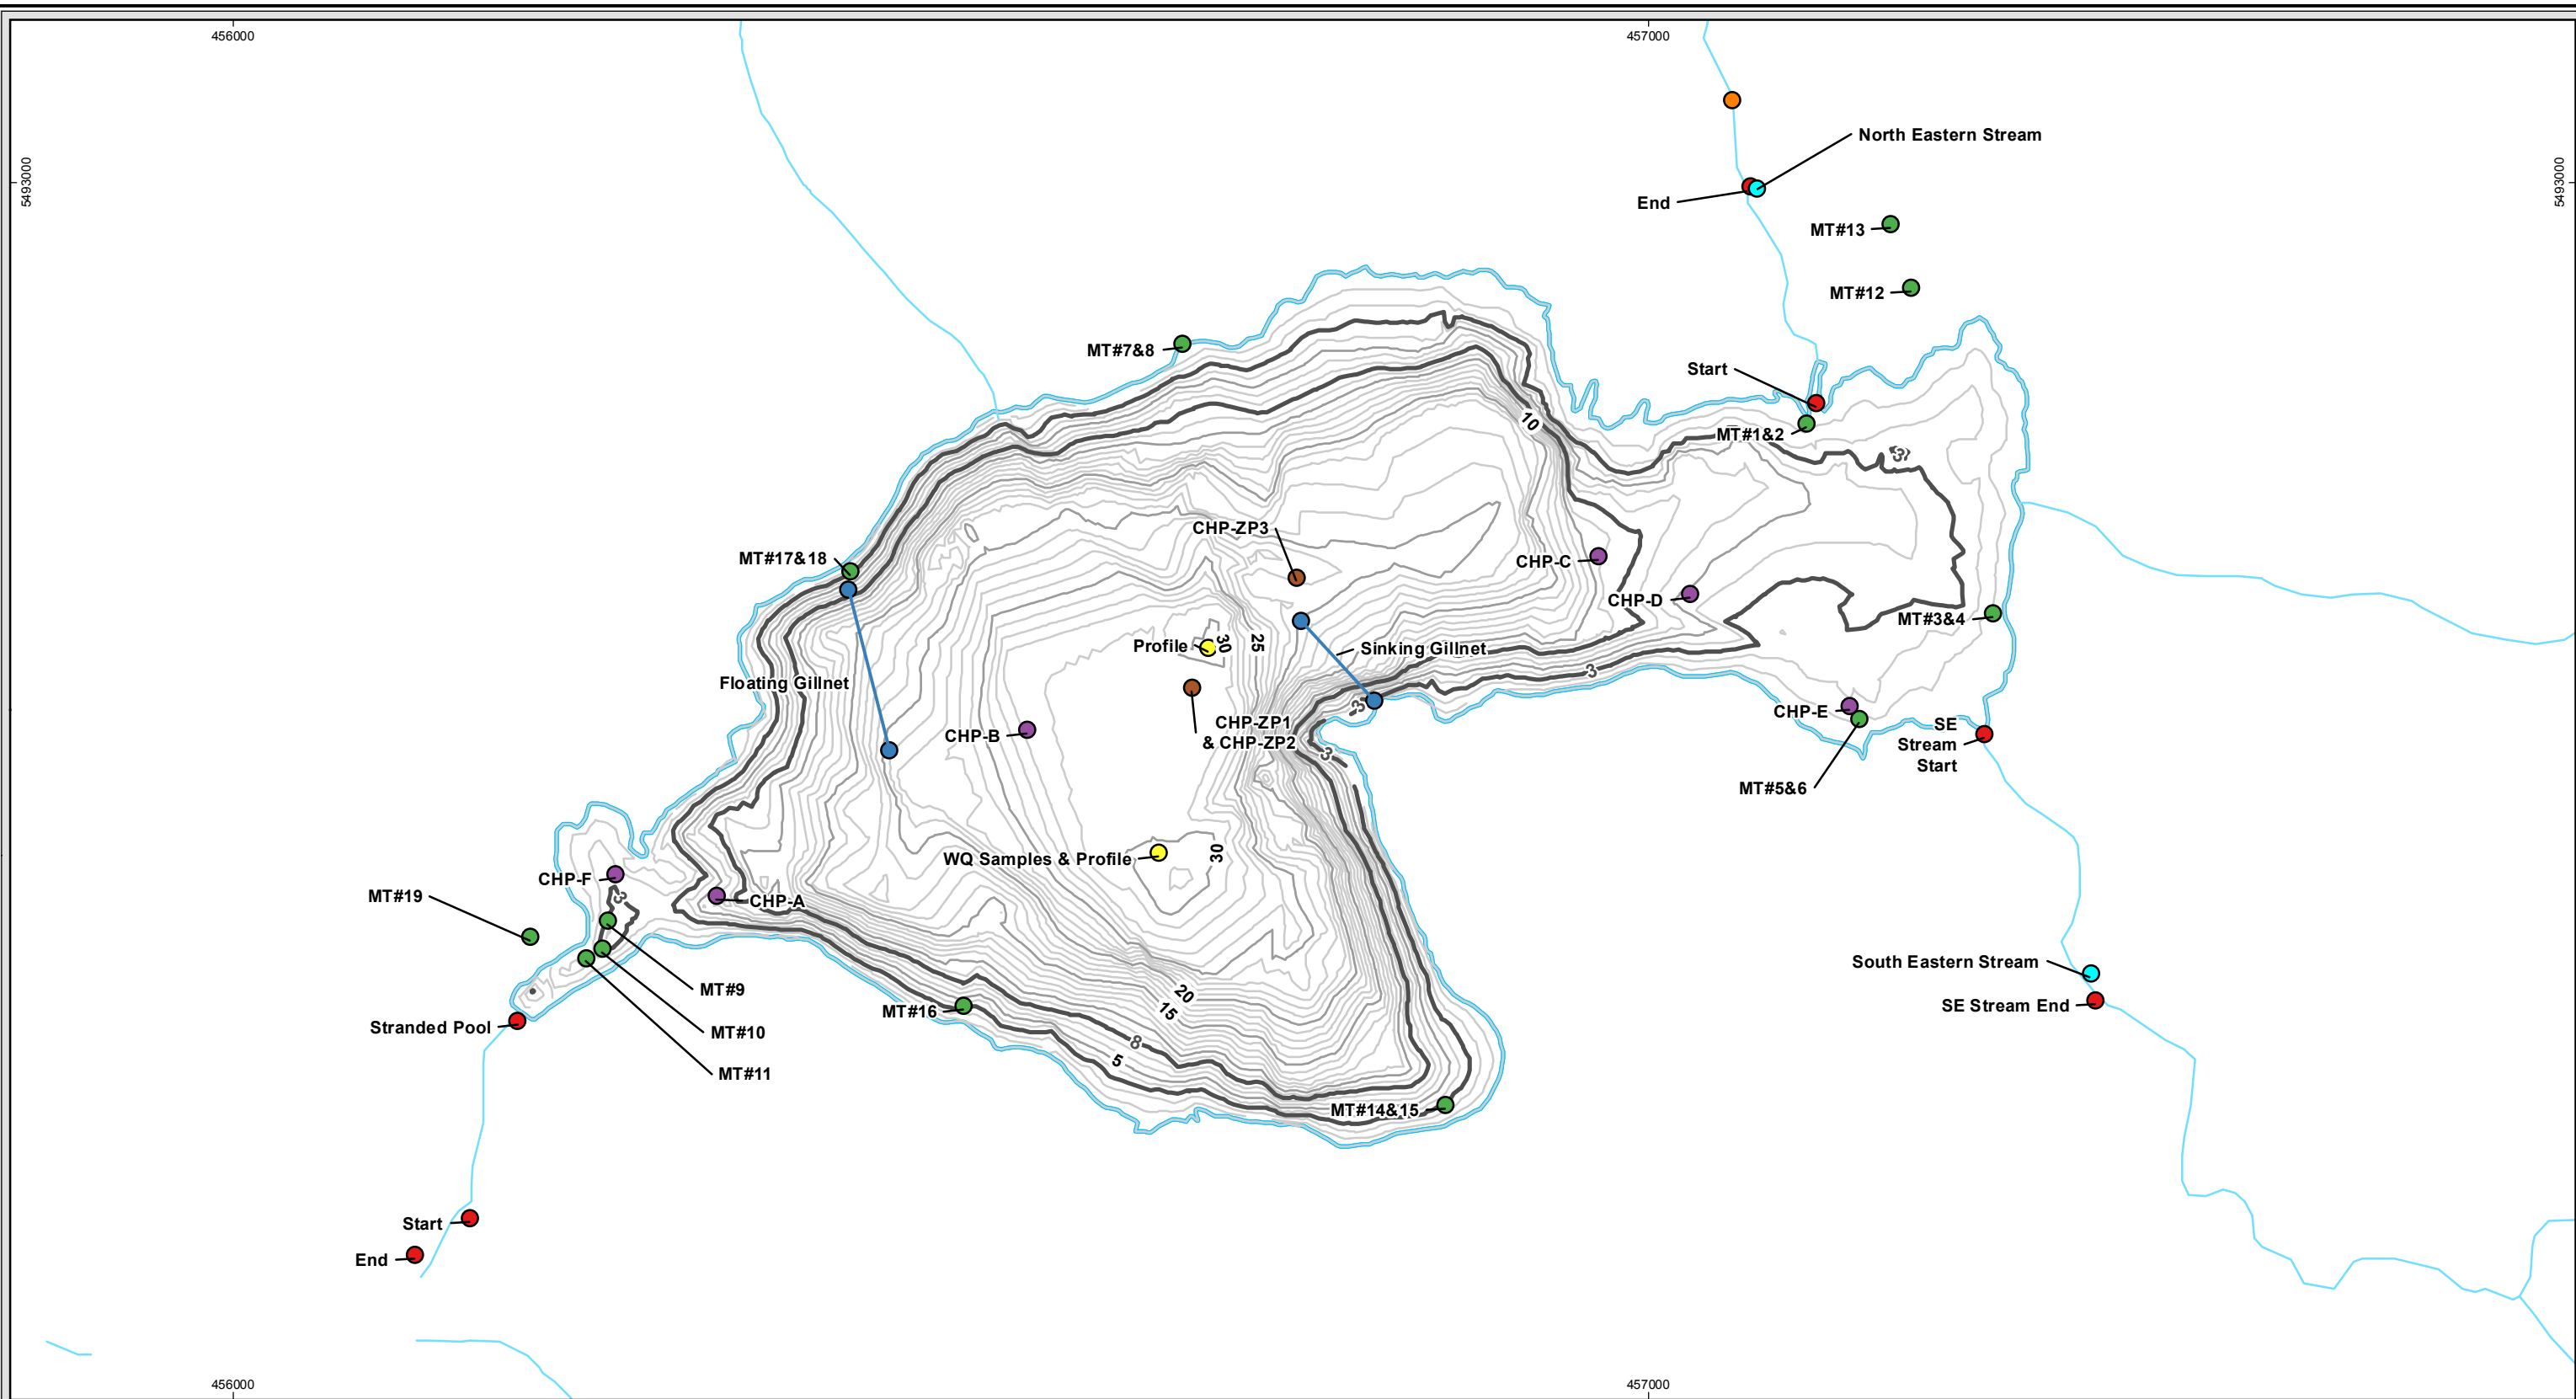 456000
457000
5493000
5493000
North Eastern Stream
End
MT#13
MT#12
MT#7&8
Start
10
MT#1&2
3
CHP-ZP3
MT#17&18
CHP-C
CHP-D
MT#3&4
Profile
30
25
Sinking Gillnet
3
Floating Gillnet
3
CHP-E
CHP-ZP1
& CHP-ZP2
CHP-B
SE
Stream
Start
3
MT#5&6
WQ Samples & Profile
30
CHP-F
MT#19
3
CHP-A
South Eastern Stream
MT#9
20
SE Stream End
15
MT#16
Stranded Pool
MT#10
8
5
MT#11
MT#14&15
Start
End
456000
457000